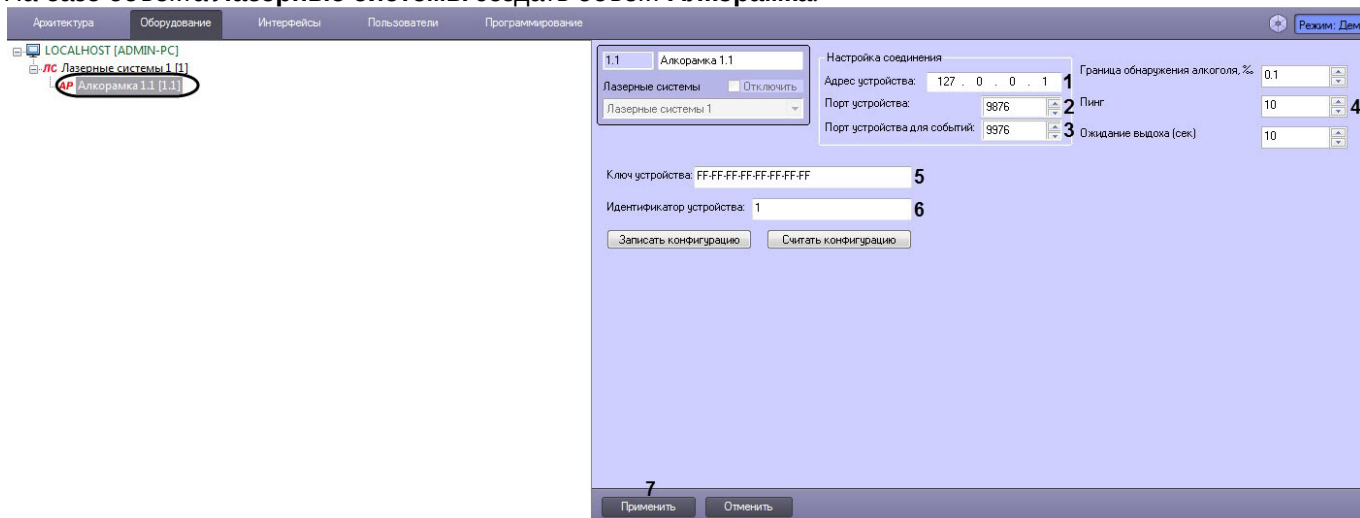 На базе объекта Лазерные системы создать объект Алкорамка.
Архитектура Оборудование Интерфейсы Пользователи Программирование Режим: Дем
LOCALHOST [ADMIN-PC]
ЛС Лазерные системы 1 [1]
АР Алкорамка 1.1 [1.1]
1.1 Алкорамка 1.1
Лазерные системы Отключить
Лазерные системы 1
Настройка соединения
Адрес устройства: 127 . 0 . 0 . 1 1
Порт устройства: 9876 2
Порт устройства для событий: 9976 3
Граница обнаружения алкоголя, ‰ 0.1
Пинг 10 4
Ожидание выдоха (сек) 10
Ключ устройства: FF-FF-FF-FF-FF-FF-FF-FF 5
Идентификатор устройства: 1 6
Записать конфигурацию Считать конфигурацию
7
Применить Отменить